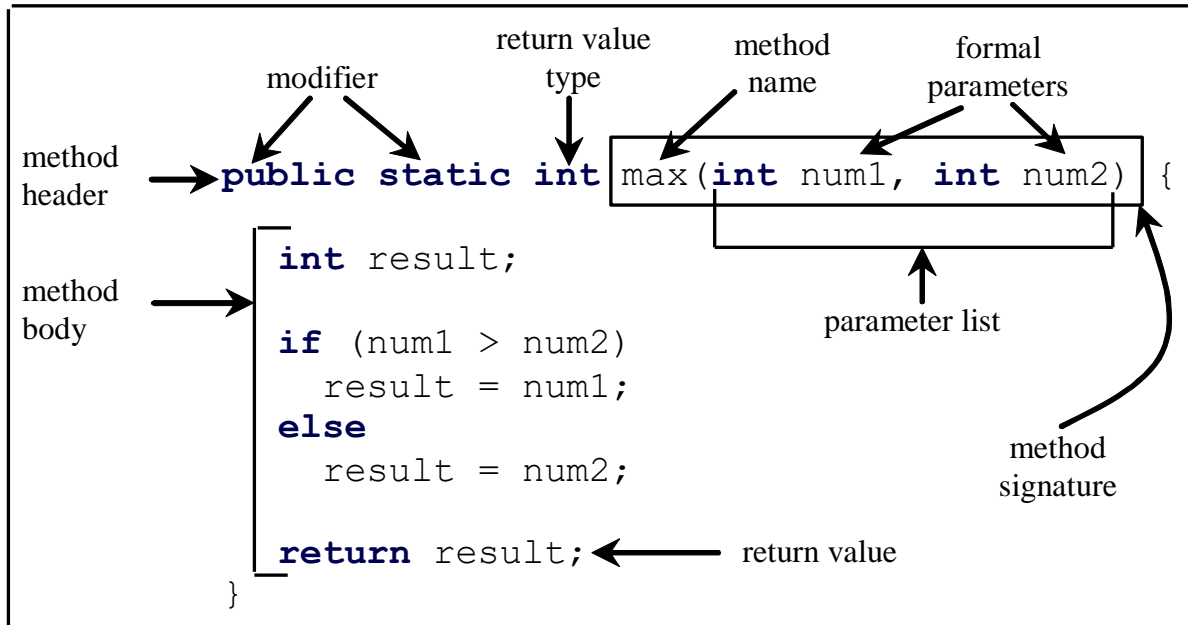 return value
type
method
name
formal
parameters
modifier
method
header
public static int max(int num1, int num2) {
int result;
method
body
parameter list
if (num1 > num2)
result = num1;
else
result = num2;
method
signature
return result;
return value
}